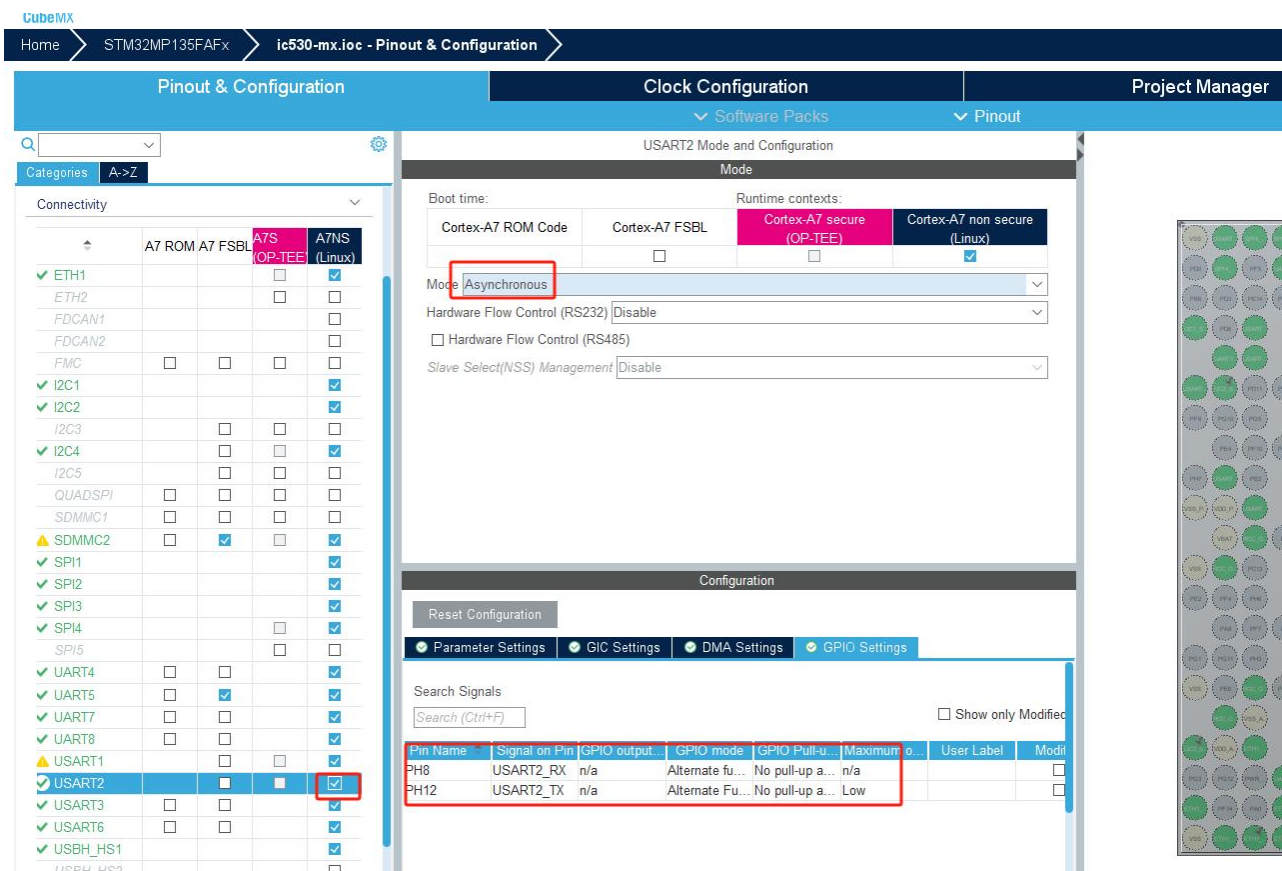 CubeMX
Home
STM32MP135FAFx
ic530-mx.ioc - Pinout & Configuration
Pinout & Configuration
Clock Configuration
Project Manager
Software Packs
Pinout
Categories
A->Z
Connectivity
A7 ROM
A7 FSBL
A7S (OP-TEE)
A7NS (Linux)
ETH1
ETH2
FDCAN1
FDCAN2
FMC
I2C1
I2C2
I2C3
I2C4
I2C5
QUADSPI
SDMMC1
SDMMC2
SPI1
SPI2
SPI3
SPI4
SPI5
UART4
UART5
UART7
UART8
USART1
USART2
USART3
USART6
USBH_HS1
USBH_HS2
USART2 Mode and Configuration
Mode
Boot time:
Runtime contexts:
Cortex-A7 ROM Code
Cortex-A7 FSBL
Cortex-A7 secure
(OP-TEE)
Cortex-A7 non secure
(Linux)
Mode Asynchronous
Hardware Flow Control (RS232) Disable
Hardware Flow Control (RS485)
Slave Select(NSS) Management Disable
Configuration
Reset Configuration
Parameter Settings
GIC Settings
DMA Settings
GPIO Settings
Search Signals
Search (Ctrl+F)
Show only Modified
Pin Name
Signal on Pin
GPIO output...
GPIO mode
GPIO Pull-u...
Maximum o...
User Label
Modif
PH8 USART2_RX n/a Alternate fu... No pull-up a... n/a
PH12 USART2_TX n/a Alternate Fu... No pull-up a... Low